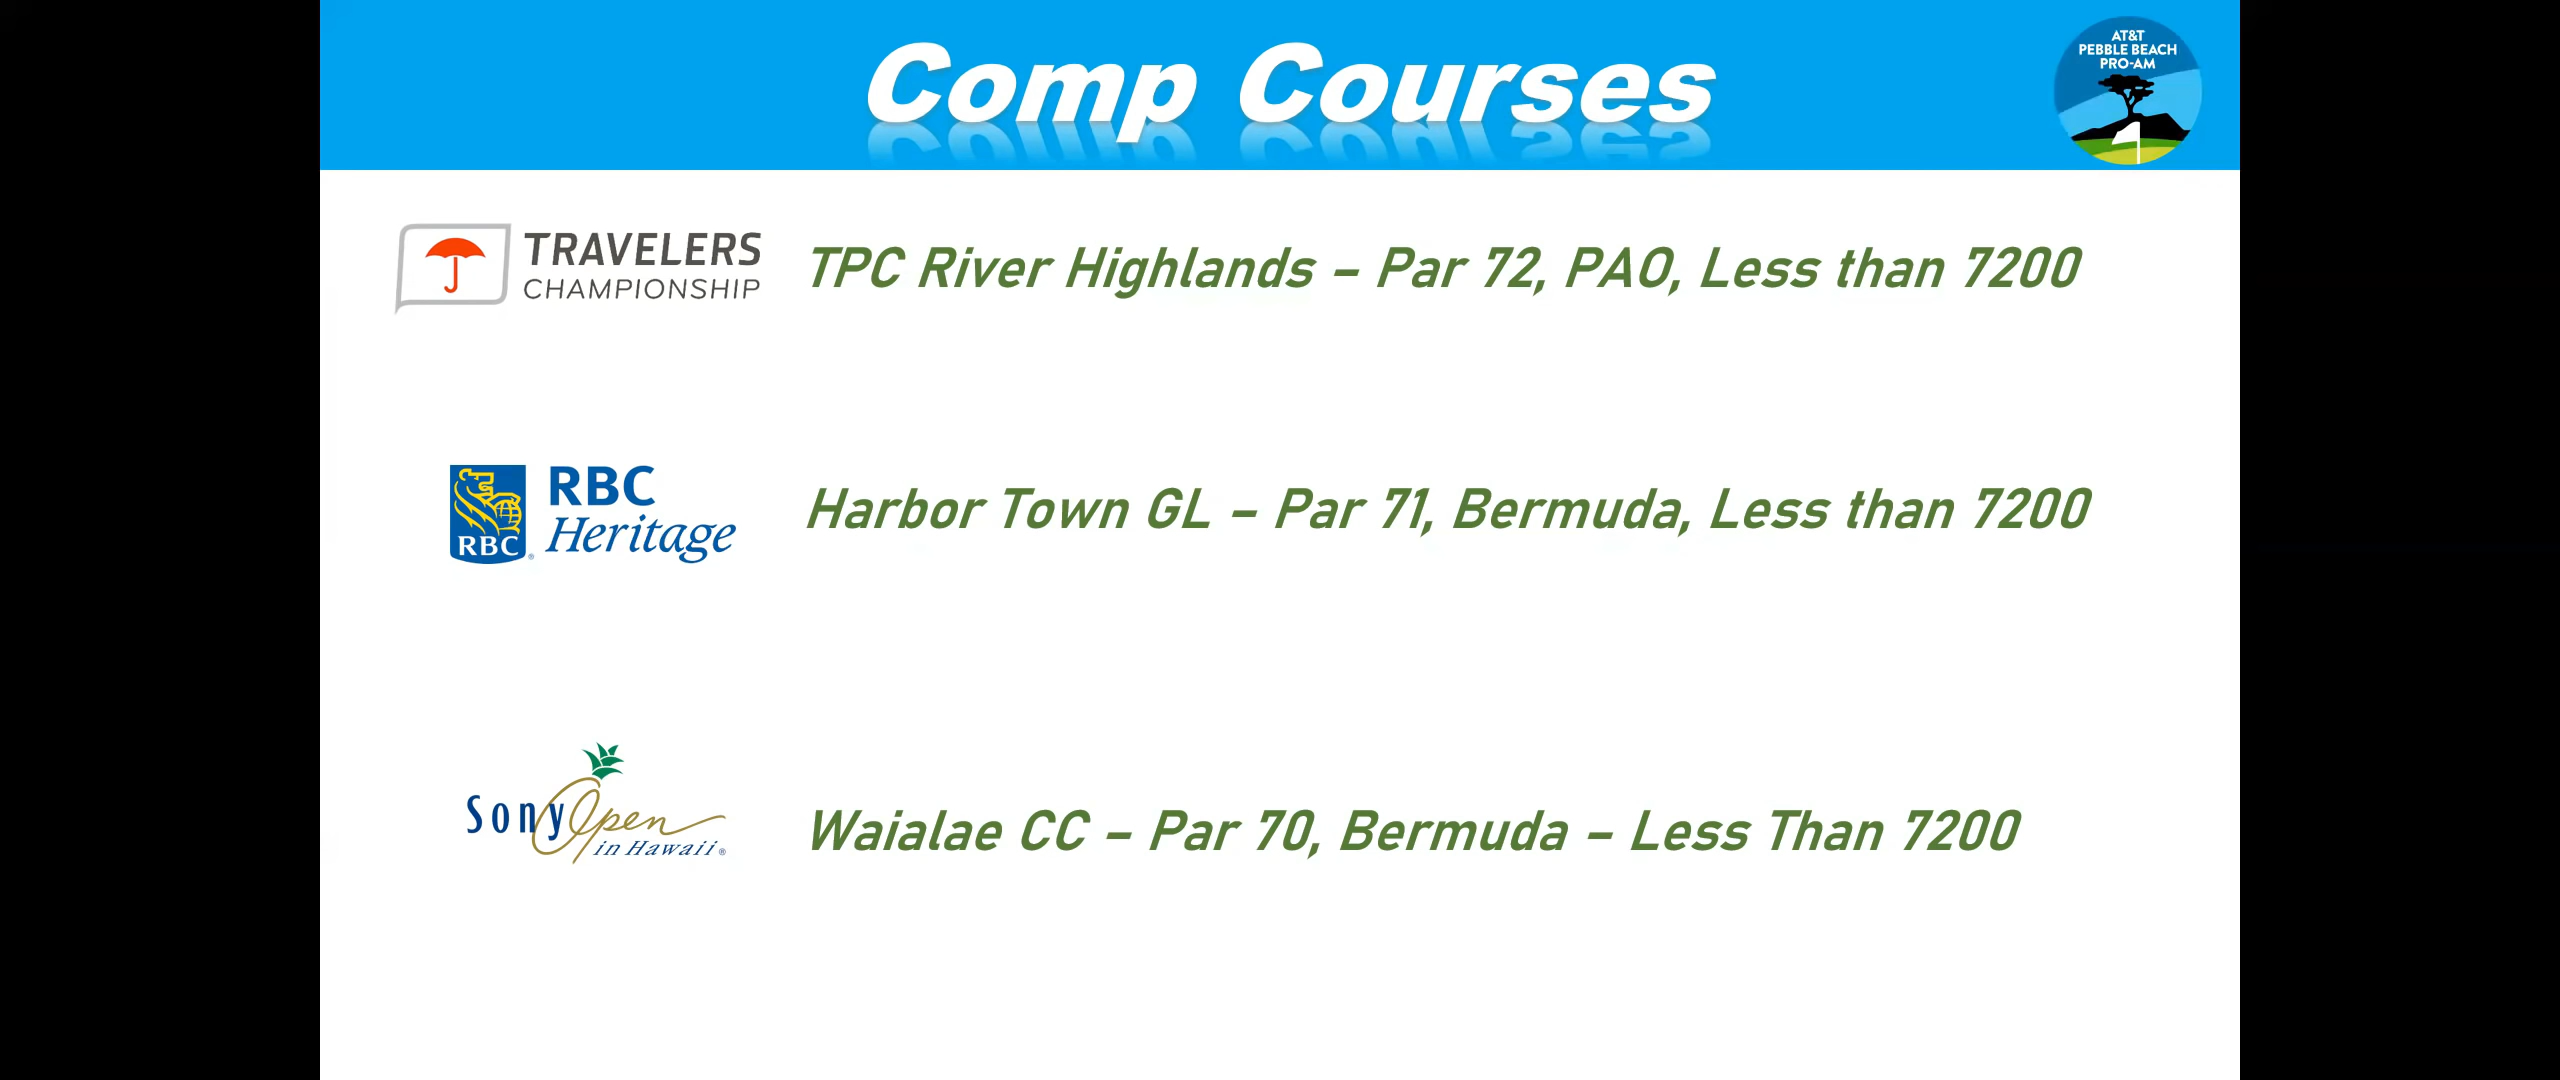 Comp Courses
AT&T
PEBBLE BEACH
PRO-AM
TRAVELERS
CHAMPIONSHIP
TPC River Highlands – Par 72, PAO, Less than 7200
RBC
RBC
Heritage
Harbor Town GL – Par 71, Bermuda, Less than 7200
Sony Open
in Hawaii®
Waialae CC – Par 70, Bermuda – Less Than 7200